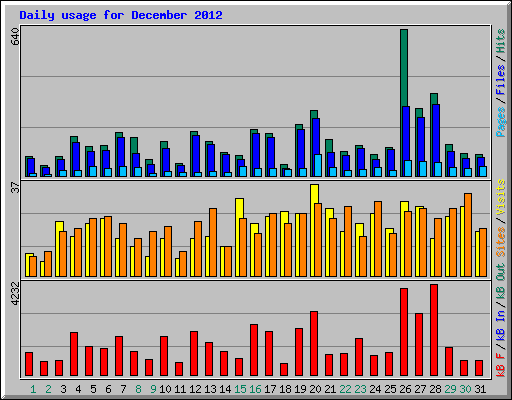 Daily usage for December 2012
640
Pages / Files / Hits
37
Sites / Visits
4232
kB F / kB In / kB Out
1 2 3 4 5 6 7 8 9 10 11 12 13 14 15 16 17 18 19 20 21 22 23 24 25 26 27 28 29 30 31